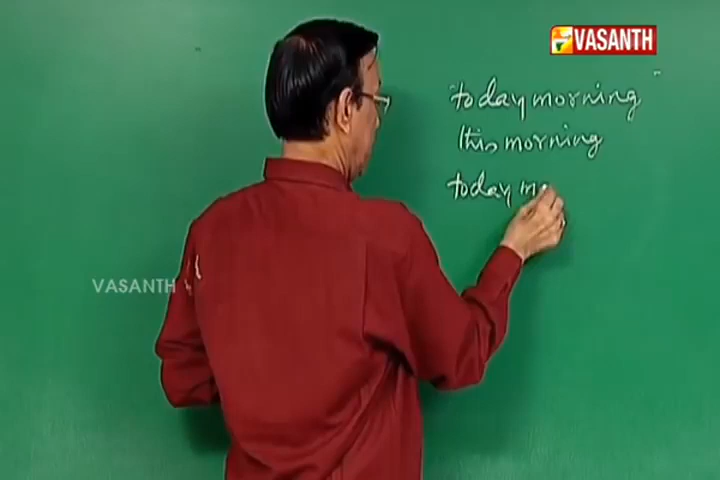 VASANTH
"today morning"
this morning
today m
VASANTH